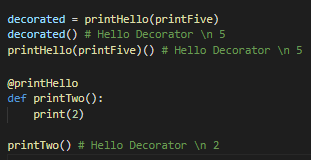 decorated = printHello(printFive)
decorated() # Hello Decorator \n 5
printHello(printFive)() # Hello Decorator \n 5
@printHello
def printTwo():
    print(2)
printTwo() # Hello Decorator \n 2